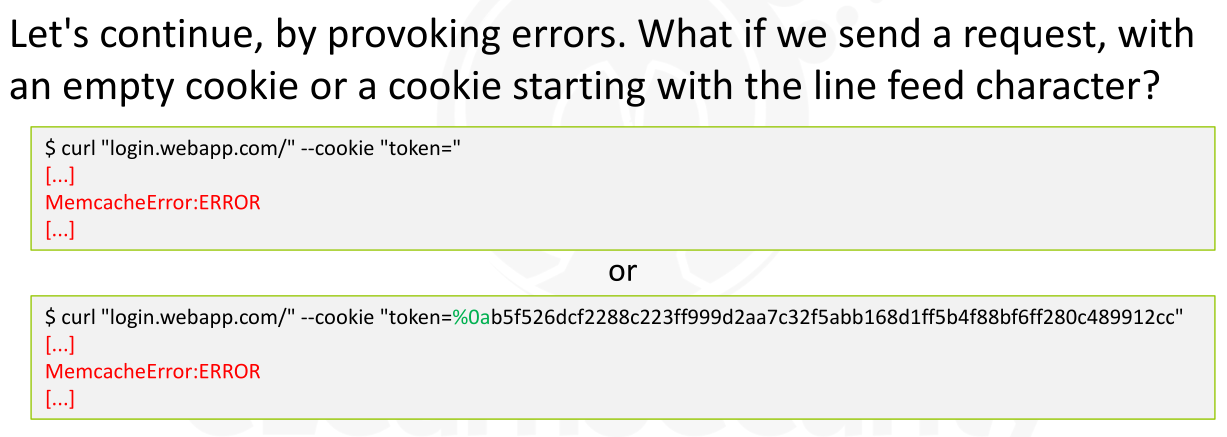 Let's continue, by provoking errors. What if we send a request, with
an empty cookie or a cookie starting with the line feed character?
$ curl "login.webapp.com/" --cookie "token="
[...]
MemcacheError:ERROR
[...]
or
$ curl "login.webapp.com/" --cookie "token=%0ab5f526dcf2288c223ff999d2aa7c32f5abb168d1ff5b4f88bf6ff280c489912cc"
[...]
MemcacheError:ERROR
[...]